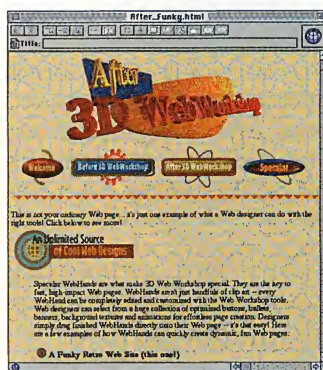 After_Funky.html
Title:
After
3D WebWorkshop
Welcome
Before 3D WebWorkshop
After 3D WebWorkshop
Specular
This is not your ordinary Web page... it's just one example of what a Web designer can do with the
right tools! Click below to see more!
An Unlimited Source
of Cool Web Designs
Specular WebHands are what make 3D Web Workshop special. They are the key to
fast, high-impact Web pages. WebHands aren't just handfuls of clip art — every
WebHand can be completely edited and customized with the Web Workshop tools.
Web designers can select from a huge collection of optimized buttons, bullets,
banners, background textures and animations for effortless page creation. Designers
simply drag finished WebHands directly onto their Web page — it's that easy! Here
are a few examples of how WebHands can quickly create dynamic, fun Web pages.
A Funky Retro Web Site (this one!)